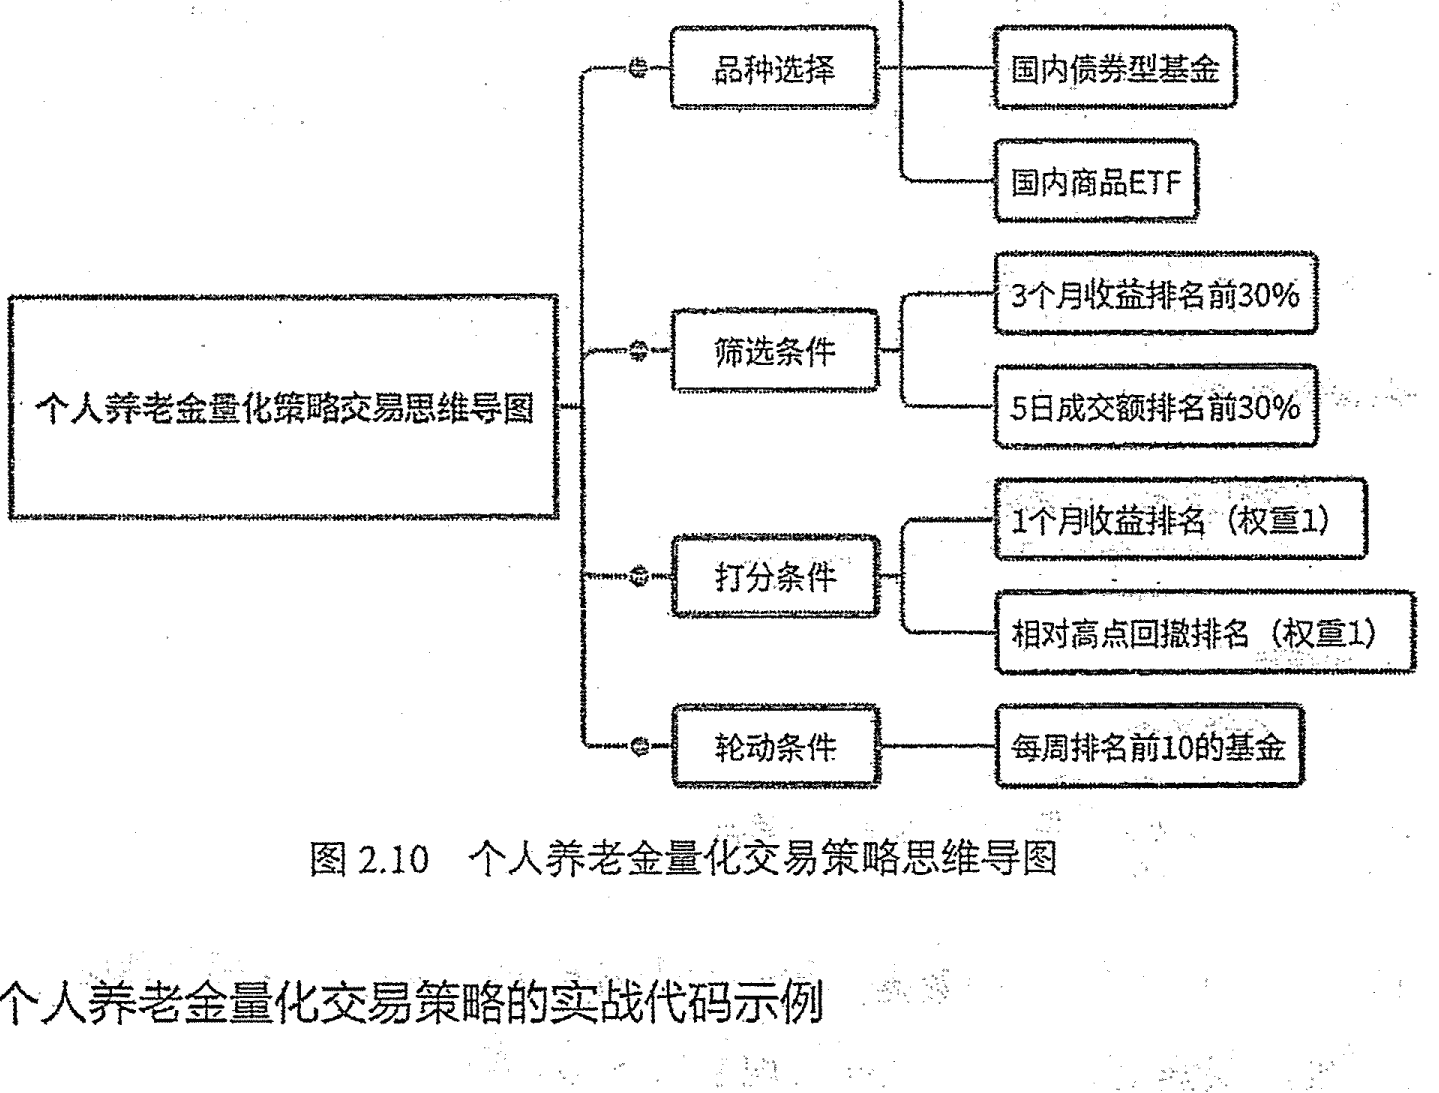 品种选择
国内债券型基金
国内商品ETF
筛选条件
3个月收益排名前30%
5日成交额排名前30%
个人养老金量化策略交易思维导图
打分条件
1个月收益排名（权重1）
相对高点回撤排名（权重1）
轮动条件
每周排名前10的基金
图 2.10　个人养老金量化交易策略思维导图
个人养老金量化交易策略的实战代码示例